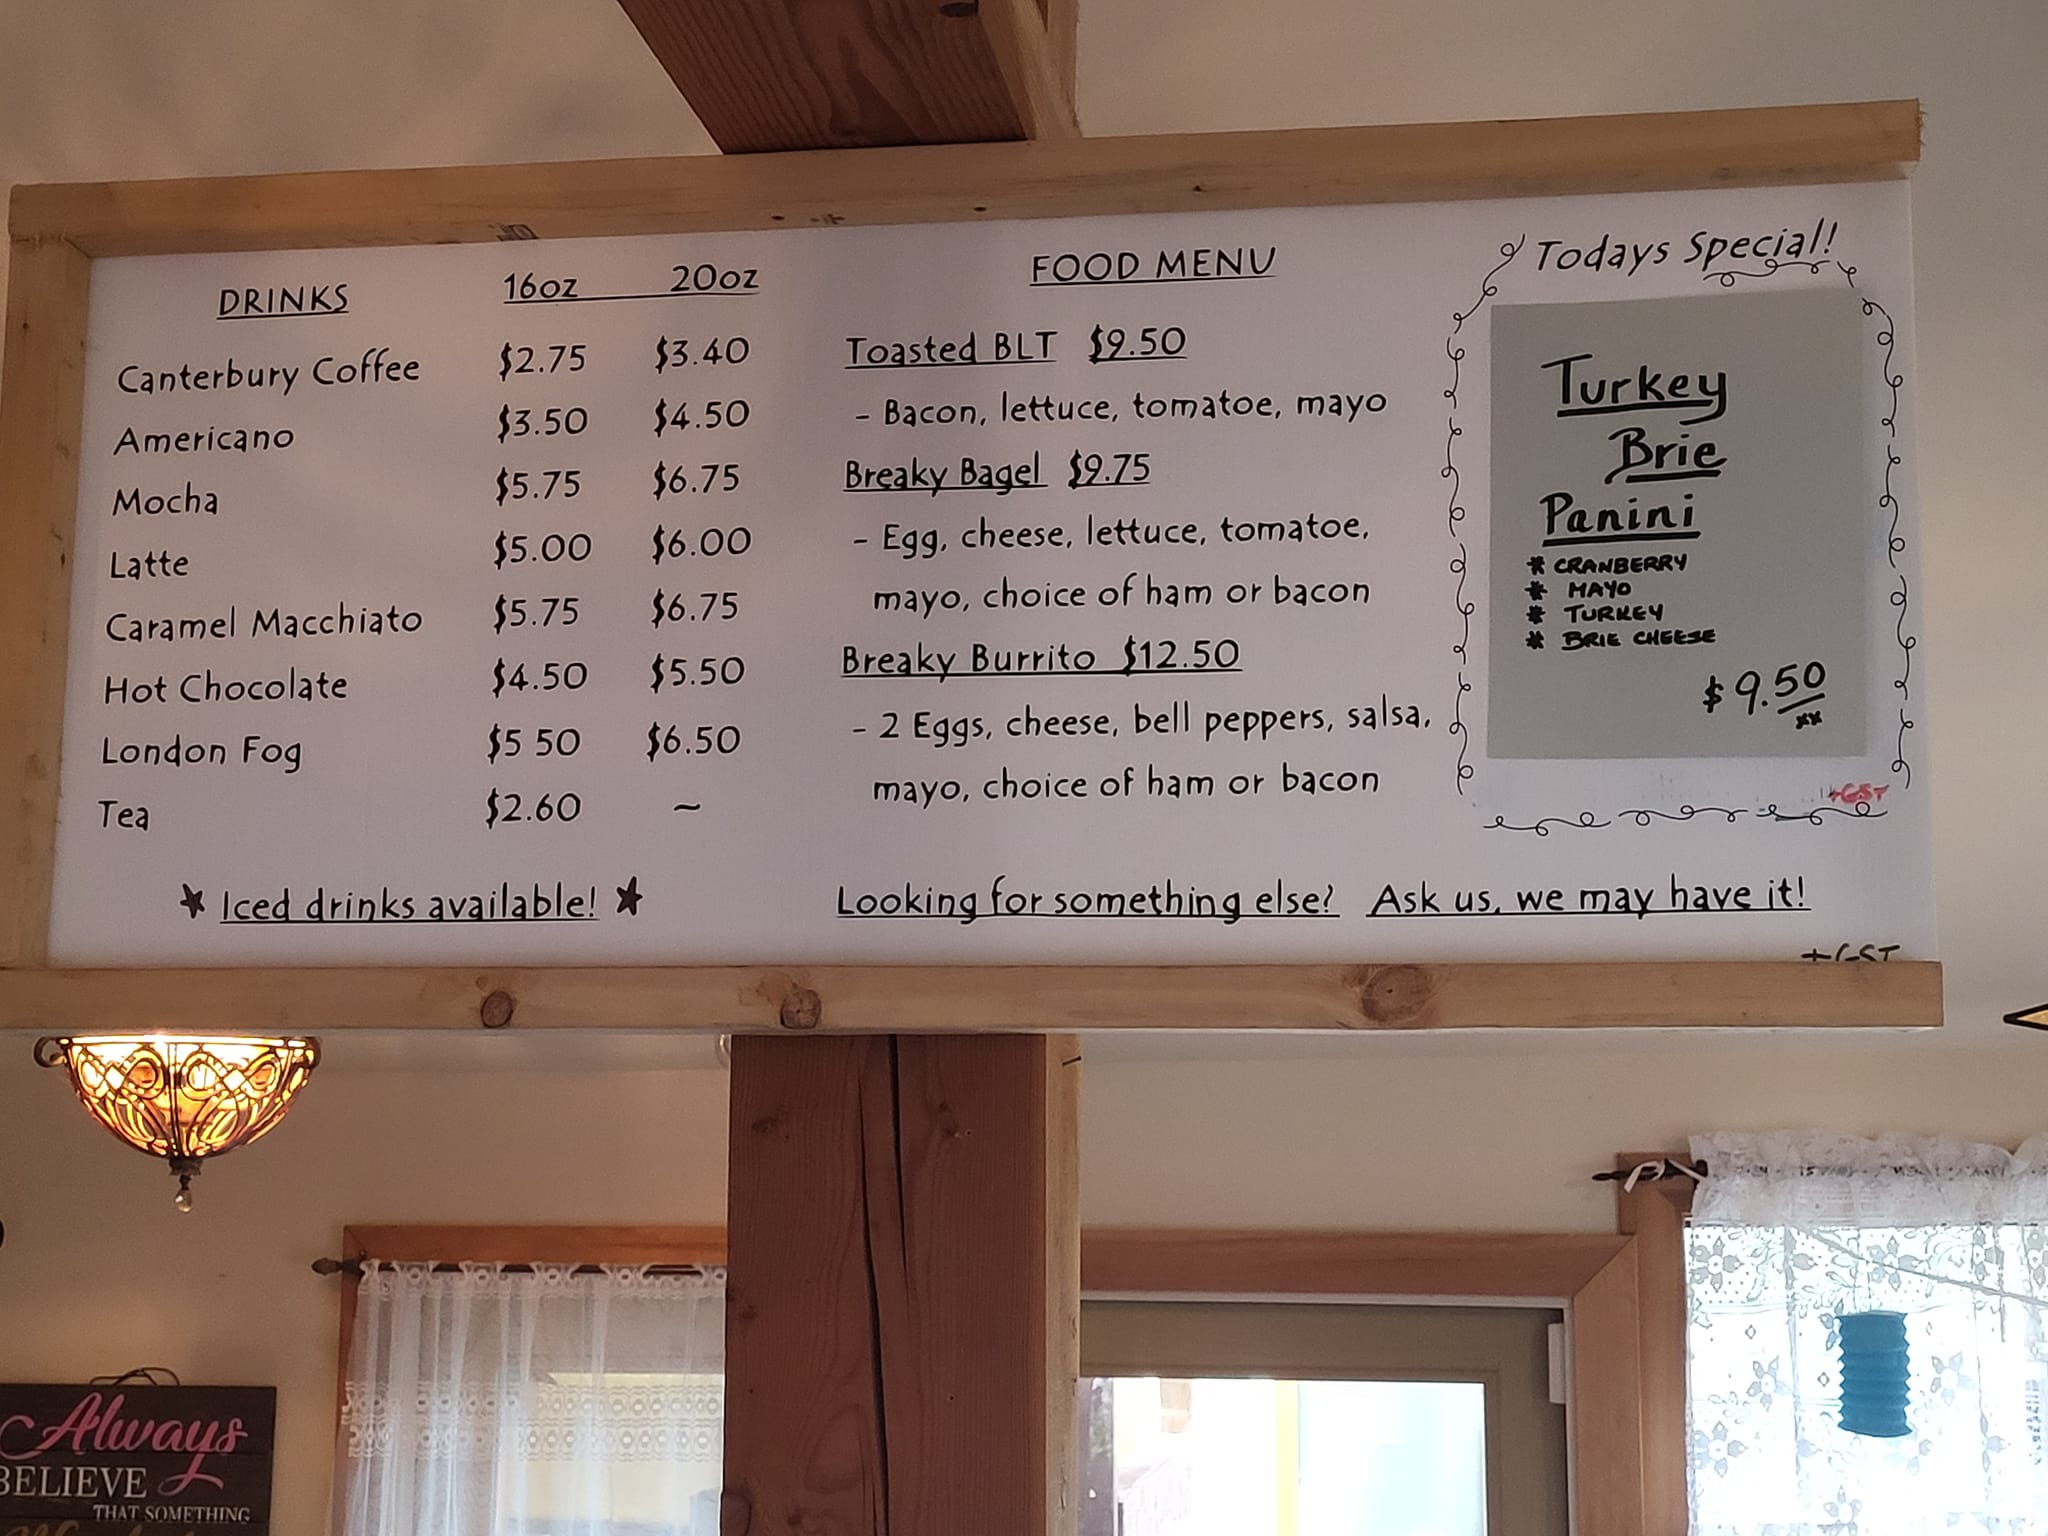 DRINKS 16oz 20oz
Canterbury Coffee $2.75 $3.40
Americano $3.50 $4.50
Mocha $5.75 $6.75
Latte $5.00 $6.00
Caramel Macchiato $5.75 $6.75
Hot Chocolate $4.50 $5.50
London Fog $5 50 $6.50
Tea $2.60 ~
★ Iced drinks available! ★
FOOD MENU
Toasted BLT $9.50
- Bacon, lettuce, tomatoe, mayo
Breaky Bagel $9.75
- Egg, cheese, lettuce, tomatoe,
mayo, choice of ham or bacon
Breaky Burrito $12.50
- 2 Eggs, cheese, bell peppers, salsa,
mayo, choice of ham or bacon
Looking for something else? Ask us, we may have it!
Todays Special!
Turkey
Brie
Panini
* CRANBERRY
* MAYO
* TURKEY
* BRIE CHEESE
$9.50
xx
+GST
+GST
Always
BELIEVE
THAT SOMETHING